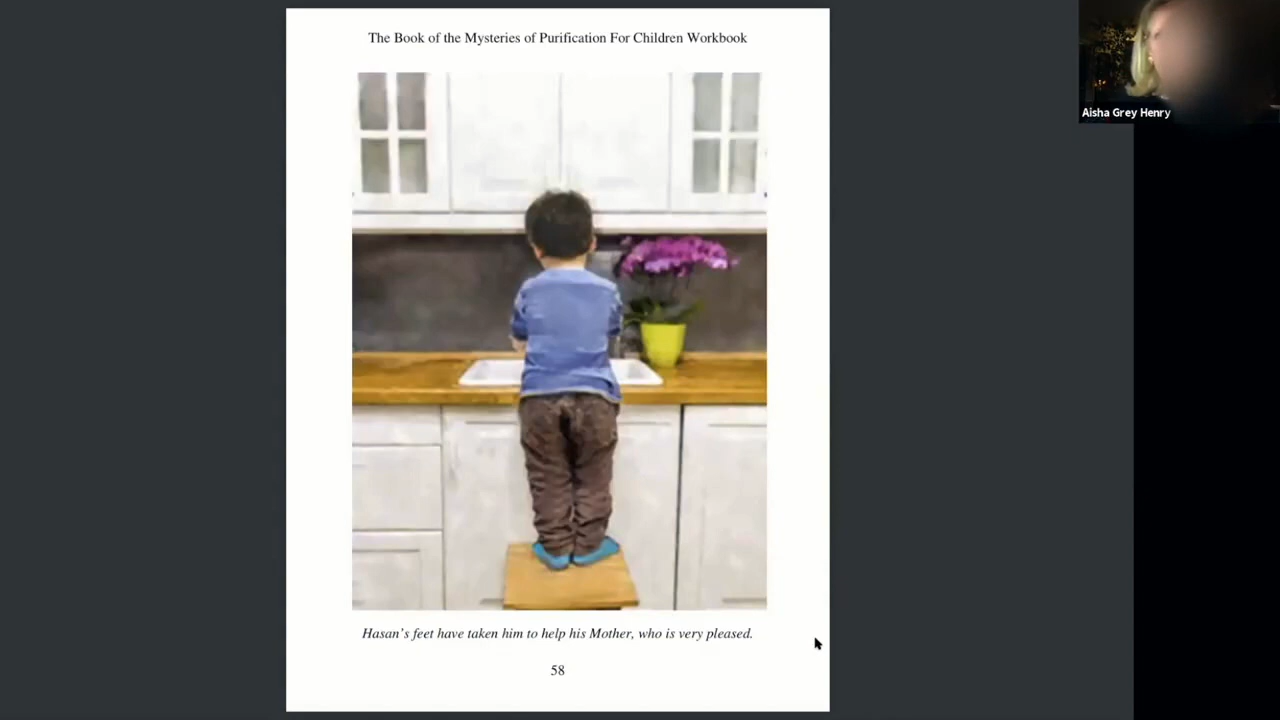 The Book of the Mysteries of Purification For Children Workbook
Aisha Grey Henry
Hasan's feet have taken him to help his Mother, who is very pleased.
58